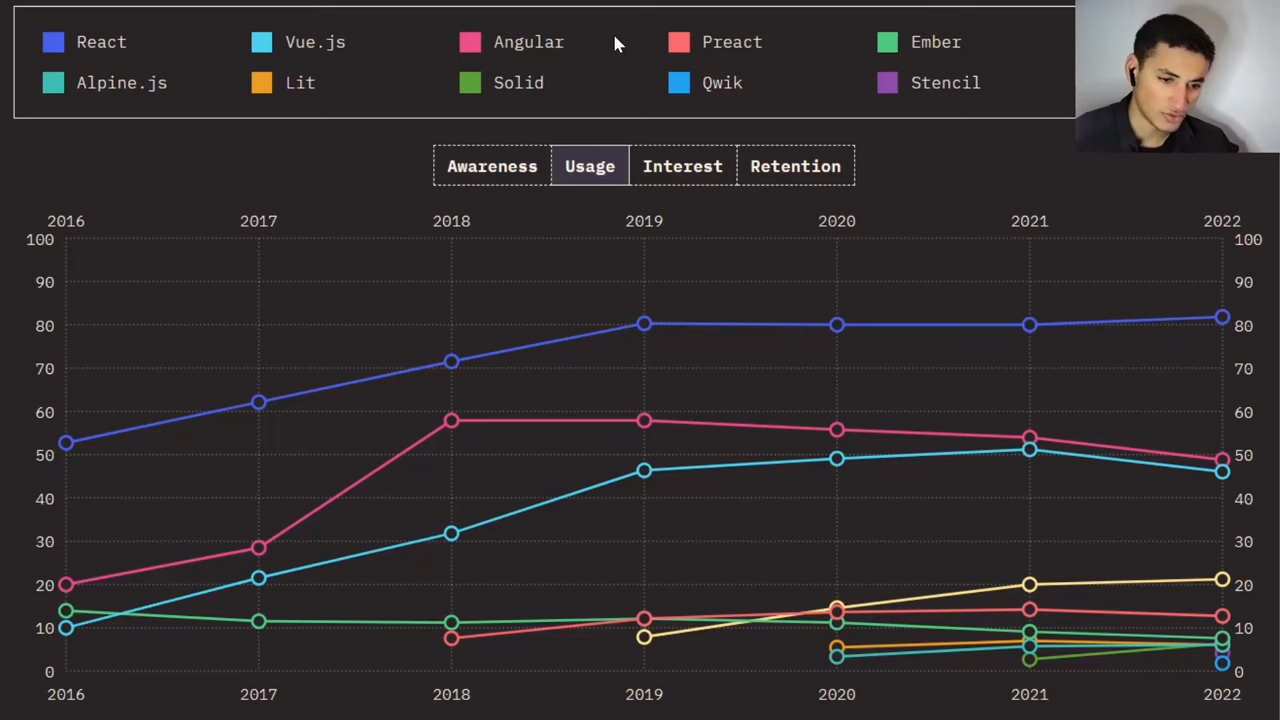 React Vue.js Angular Preact Ember
Alpine.js Lit Solid Qwik Stencil
Awareness Usage Interest Retention
2016 2017 2018 2019 2020 2021 2022
100 100
90 90
80 80
70 70
60 60
50 50
40 40
30 30
20 20
10 10
0 0
2016 2017 2018 2019 2020 2021 2022